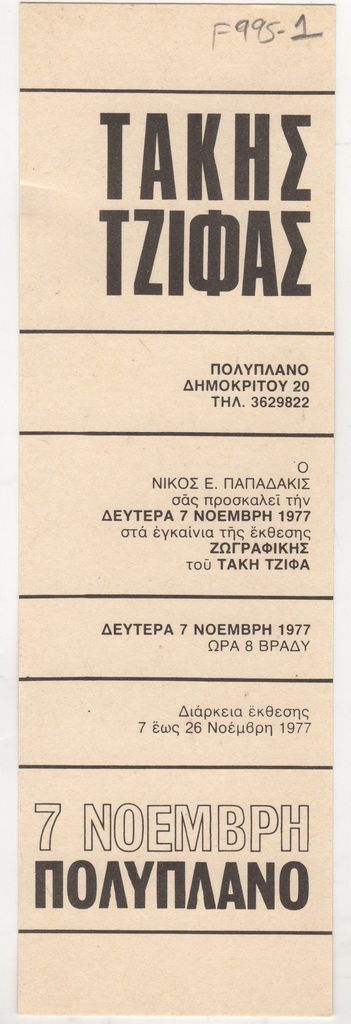 F995-1
ΤΑΚΗΣ
ΤΖΙΦΑΣ
ΠΟΛΥΠΛΑΝΟ
ΔΗΜΟΚΡΙΤΟΥ 20
ΤΗΛ. 3629822
Ὁ
ΝΙΚΟΣ Ε. ΠΑΠΑΔΑΚΙΣ
σᾶς προσκαλεῖ τήν
ΔΕΥΤΕΡΑ 7 ΝΟΕΜΒΡΗ 1977
στά ἐγκαίνια τῆς ἔκθεσης
ΖΩΓΡΑΦΙΚΗΣ
τοῦ ΤΑΚΗ ΤΖΙΦΑ
ΔΕΥΤΕΡΑ 7 ΝΟΕΜΒΡΗ 1977
ΩΡΑ 8 ΒΡΑΔΥ
Διάρκεια ἔκθεσης
7 ἕως 26 Νοέμβρη 1977
7 ΝΟΕΜΒΡΗ
ΠΟΛΥΠΛΑΝΟ